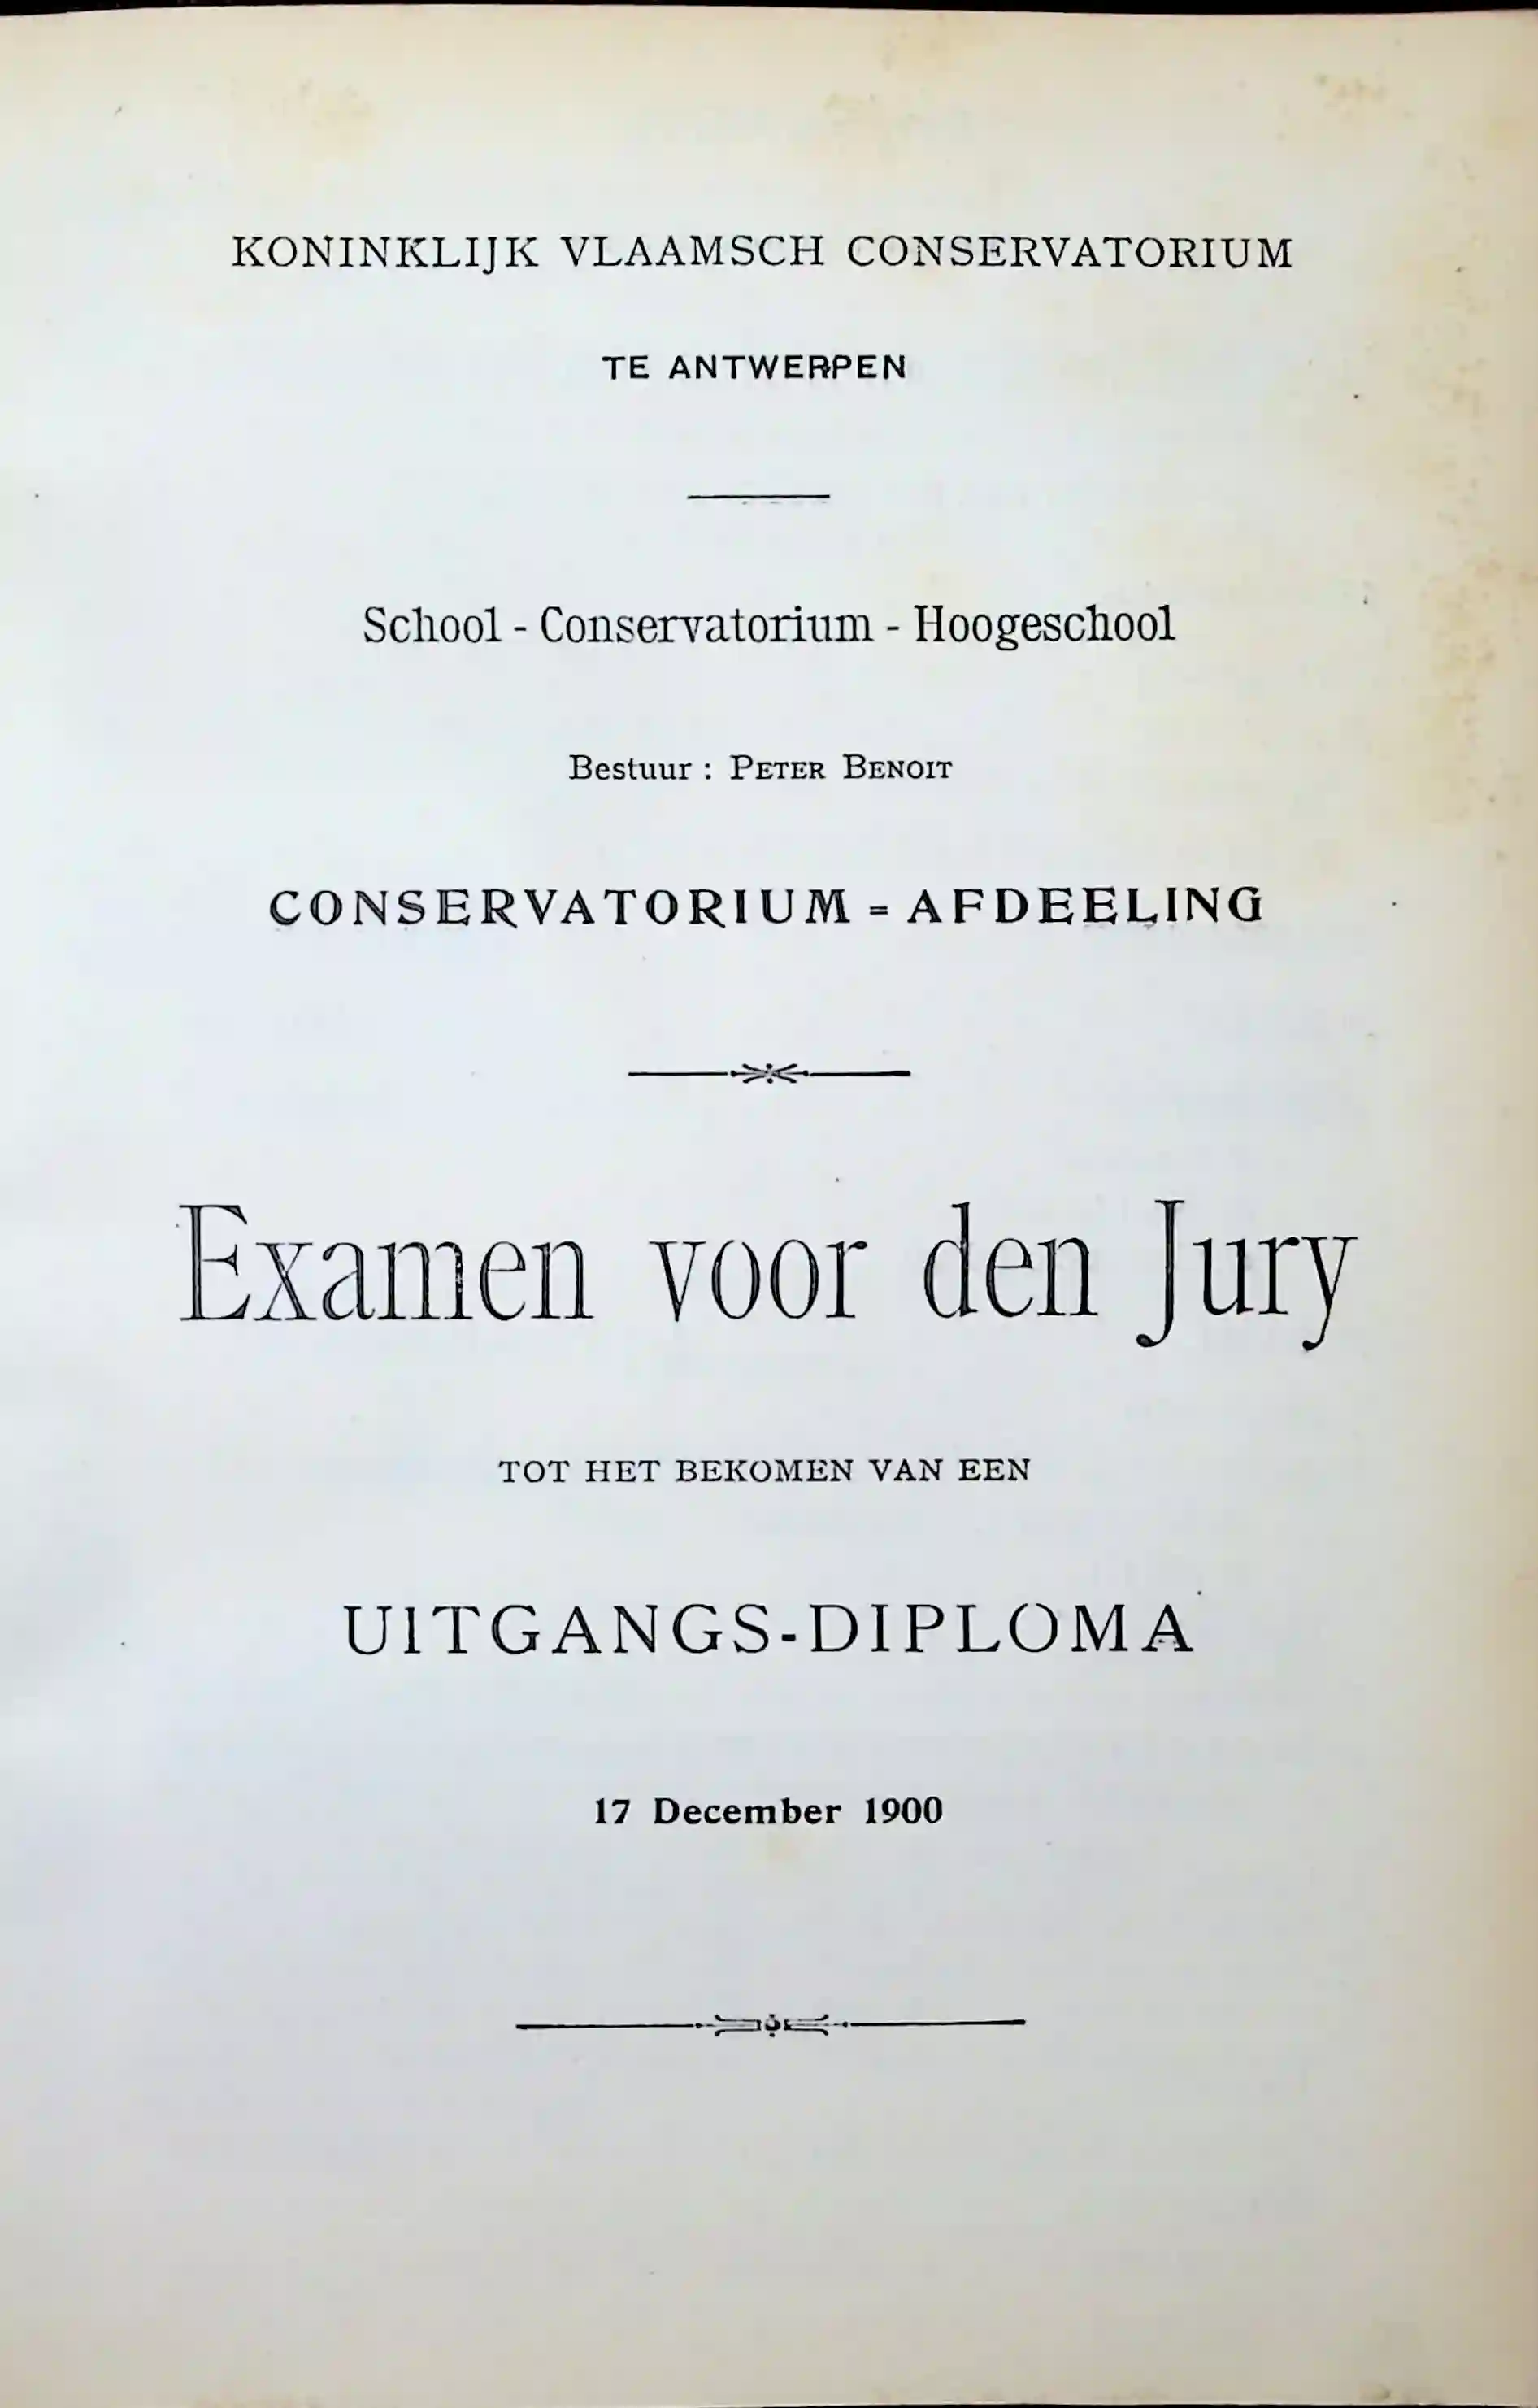 KONINKLIJK VLAAMSCH CONSERVATORIUM
TE ANTWERPEN
School - Conservatorium - Hoogeschool
Bestuur : PETER BENOIT
CONSERVATORIUM = AFDEELING
Examen voor den Jury
TOT HET BEKOMEN VAN EEN
UITGANGS-DIPLOMA
17 December 1900